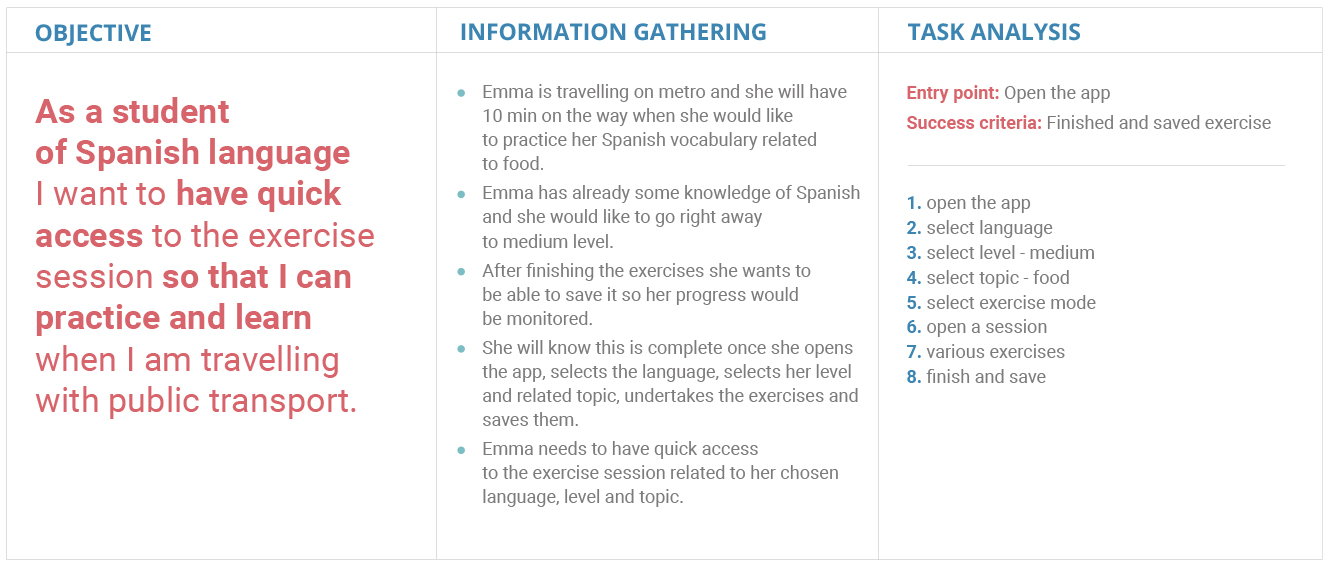 OBJECTIVE
As a student
of Spanish language
I want to have quick
access to the exercise
session so that I can
practice and learn
when I am travelling
with public transport.
INFORMATION GATHERING
• Emma is travelling on metro and she will have
10 min on the way when she would like
to practice her Spanish vocabulary related
to food.
• Emma has already some knowledge of Spanish
and she would like to go right away
to medium level.
• After finishing the exercises she wants to
be able to save it so her progress would
be monitored.
• She will know this is complete once she opens
the app, selects the language, selects her level
and related topic, undertakes the exercises and
saves them.
• Emma needs to have quick access
to the exercise session related to her chosen
language, level and topic.
TASK ANALYSIS
Entry point: Open the app
Success criteria: Finished and saved exercise
1. open the app
2. select language
3. select level - medium
4. select topic - food
5. select exercise mode
6. open a session
7. various exercises
8. finish and save